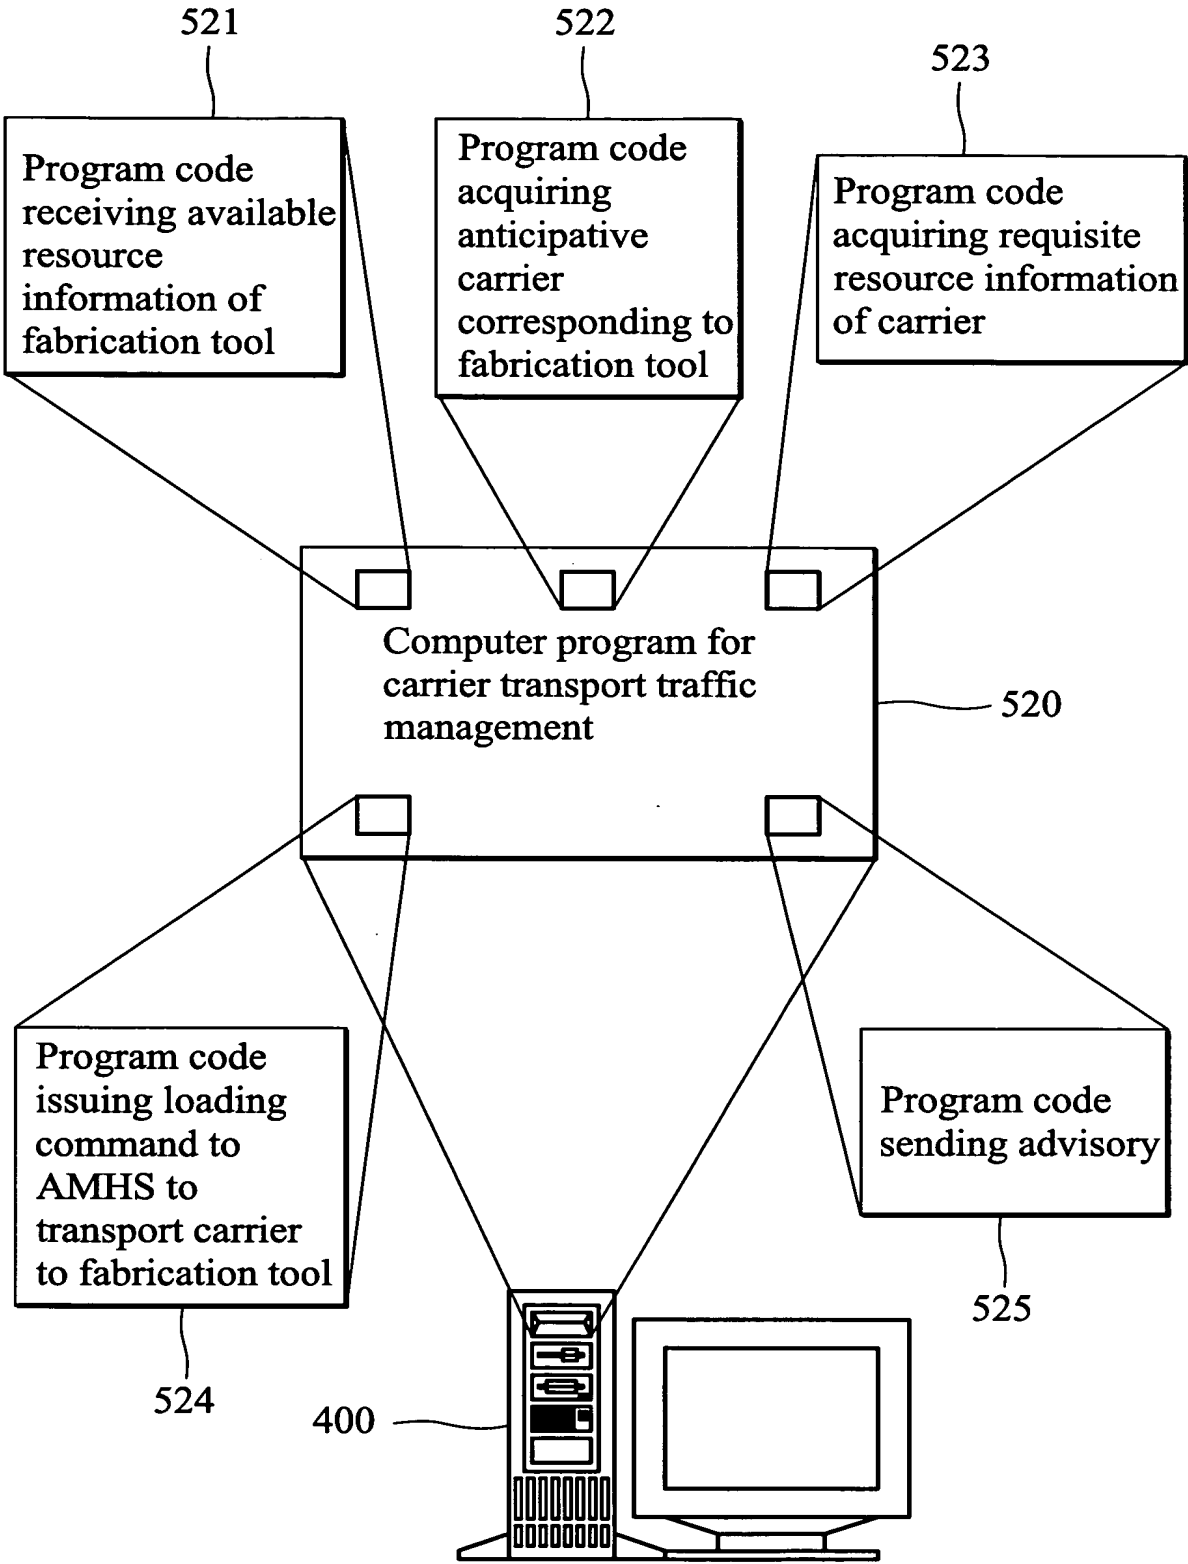 521
522
523
Program code
receiving available
resource
information of
fabrication tool
Program code
acquiring
anticipative
carrier
corresponding to
fabrication tool
Program code
acquiring requisite
resource information
of carrier
Computer program for
carrier transport traffic
management
520
Program code
issuing loading
command to
AMHS to
transport carrier
to fabrication tool
Program code
sending advisory
525
524
400